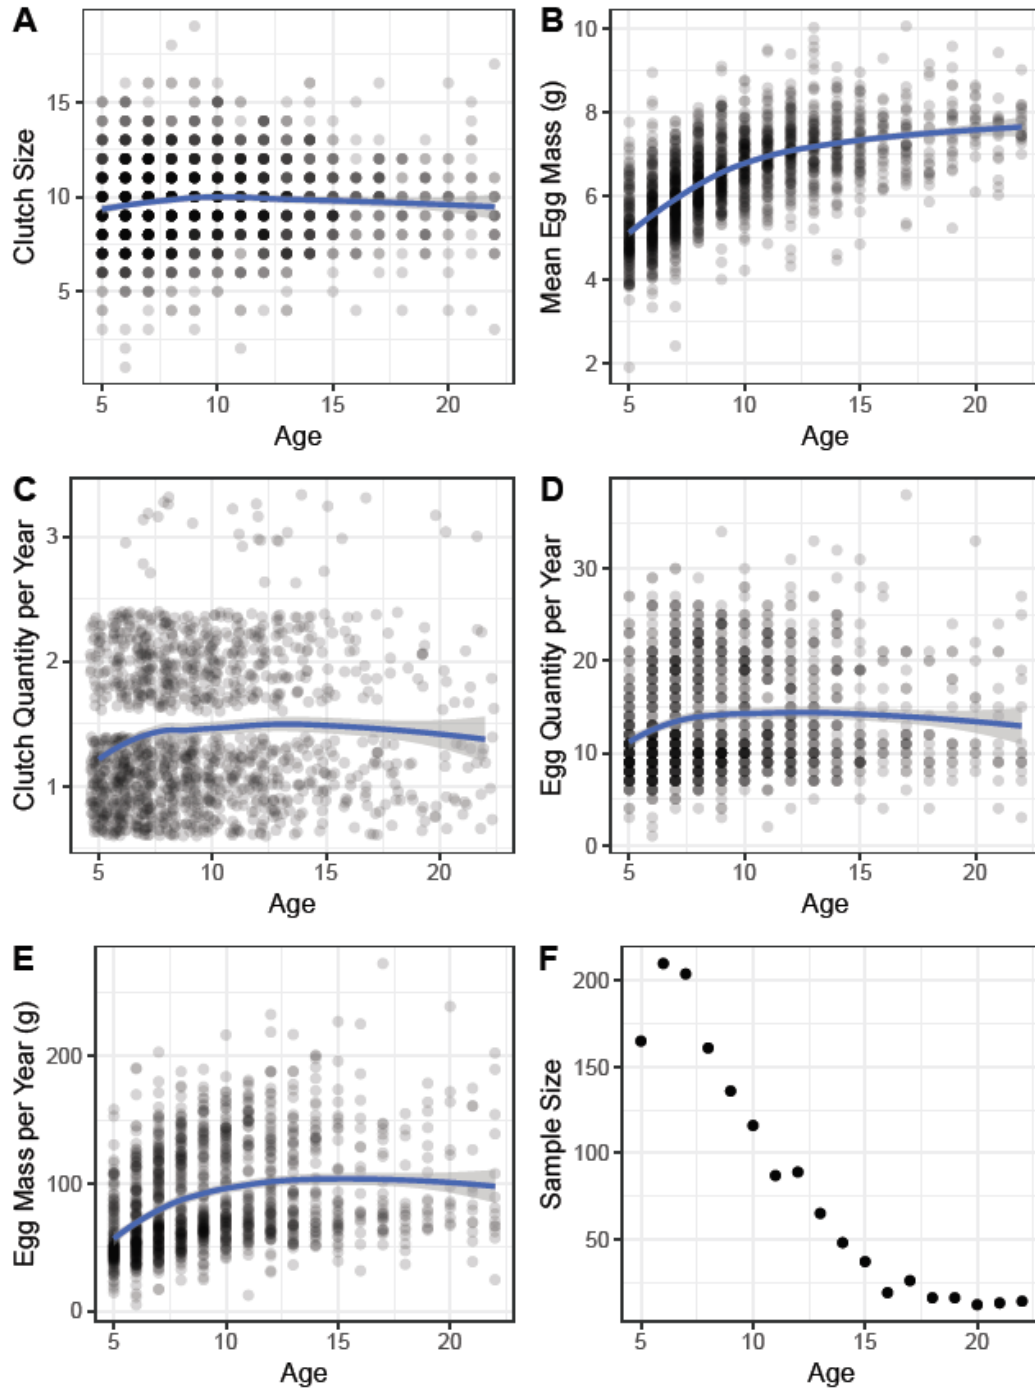 A
Clutch Size
15
10
5
5 10 15 20
Age
B
Mean Egg Mass (g)
10
8
6
4
2
5 10 15 20
Age
C
Clutch Quantity per Year
3
2
1
5 10 15 20
Age
D
Egg Quantity per Year
30
20
10
0
5 10 15 20
Age
E
Egg Mass per Year (g)
200
100
0
5 10 15 20
Age
F
Sample Size
200
150
100
50
5 10 15 20
Age